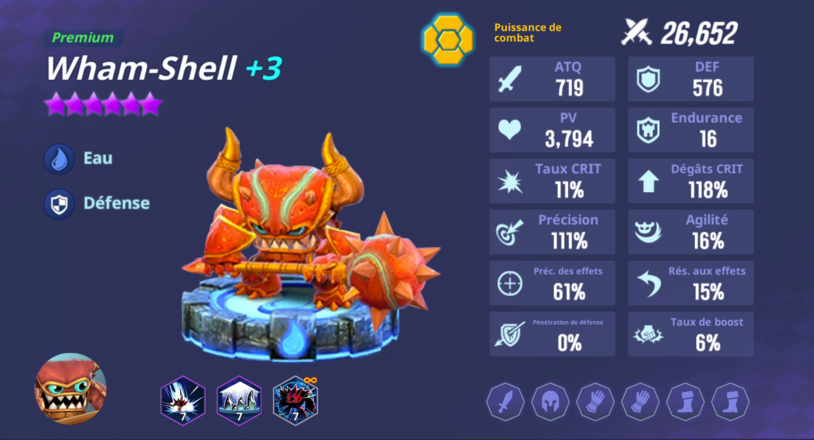 Premium
Wham-Shell +3
Eau
Défense
7
7
7
Puissance de
combat
26,652
ATQ
719
DEF
576
PV
3,794
Endurance
16
Taux CRIT
11%
Dégâts CRIT
118%
Précision
111%
Agilité
16%
Préc. des effets
61%
Rés. aux effets
15%
Pénétration de défense
0%
Taux de boost
6%